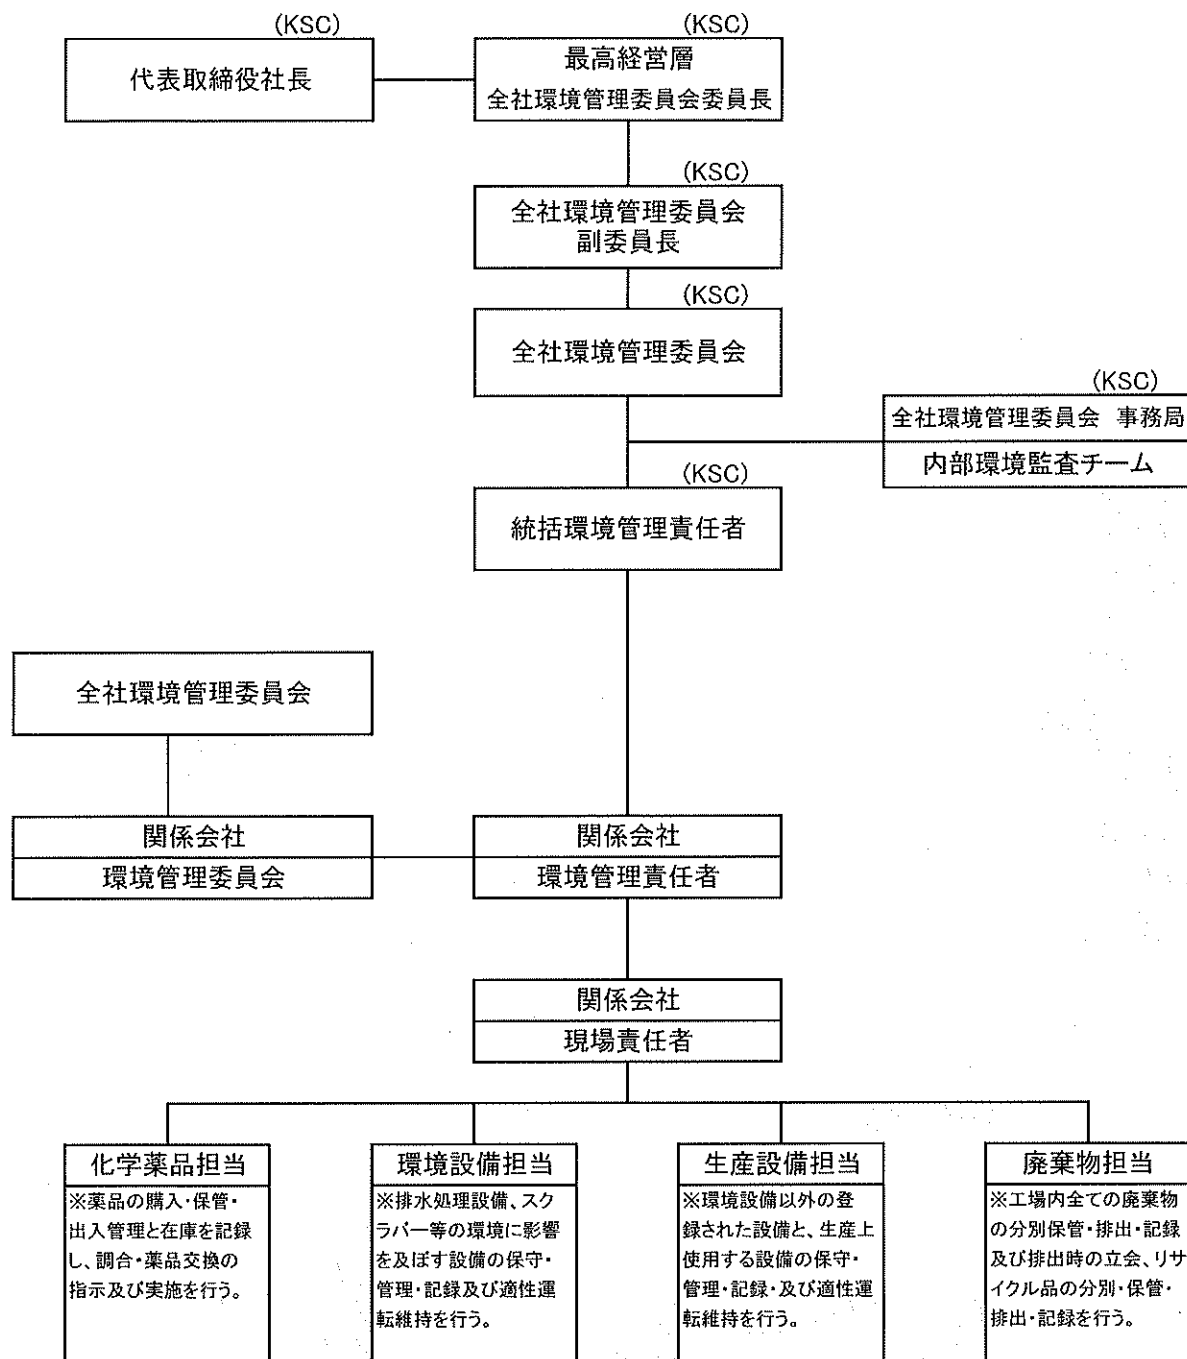 (KSC)
代表取締役社長
(KSC)
最高経営層
全社環境管理委員会委員長
(KSC)
全社環境管理委員会
副委員長
(KSC)
全社環境管理委員会
(KSC)
全社環境管理委員会 事務局
内部環境監査チーム
(KSC)
統括環境管理責任者
全社環境管理委員会
関係会社
環境管理委員会
関係会社
環境管理責任者
関係会社
現場責任者
化学薬品担当
※薬品の購入・保管・
出入管理と在庫を記録
し、調合・薬品交換の
指示及び実施を行う。
環境設備担当
※排水処理設備、スク
ラバー等の環境に影響
を及ぼす設備の保守・
管理・記録及び適性運
転維持を行う。
生産設備担当
※環境設備以外の登
録された設備と、生産上
使用する設備の保守・
管理・記録・及び適性運
転維持を行う。
廃棄物担当
※工場内全ての廃棄物
の分別保管・排出・記録
及び排出時の立会、リサ
イクル品の分別・保管・
排出・記録を行う。